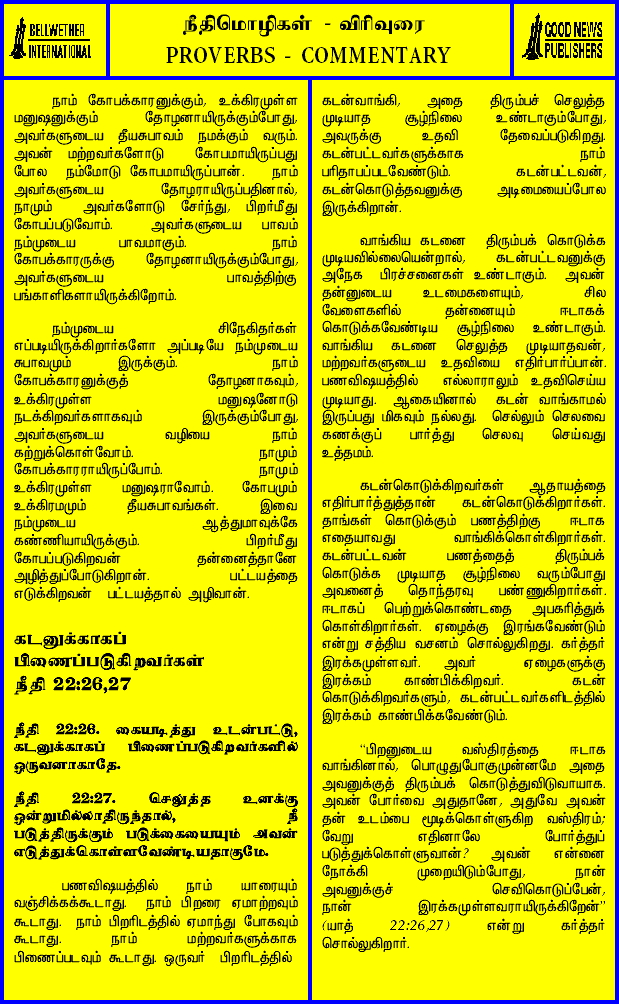 BELLWETHER
INTERNATIONAL
நீதிமொழிகள் - விரிவுரை
PROVERBS - COMMENTARY
GOOD NEWS
PUBLISHERS
நாம் கோபக்காரனுக்கும், உக்கிரமுள்ள
மனுஷனுக்கும் தோழனாயிருக்கும்போது,
அவர்களுடைய தீயசுபாவம் நமக்கும் வரும்.
அவன் மற்றவர்களோடு கோபமாயிருப்பது
போல நம்மோடு கோபமாயிருப்பான். நாம்
அவர்களுடைய தோழராயிருப்பதினால்,
நாமும் அவர்களோடு சேர்ந்து, பிறர்மீது
கோபப்படுவோம். அவர்களுடைய பாவம்
நம்முடைய பாவமாகும். நாம்
கோபக்காரருக்கு தோழனாயிருக்கும்போது,
அவர்களுடைய பாவத்திற்கு
பங்காளிகளாயிருக்கிறோம்.
நம்முடைய சிநேகிதர்கள்
எப்படியிருக்கிறார்களோ அப்படியே நம்முடைய
சுபாவமும் இருக்கும். நாம்
கோபக்காரனுக்குத் தோழனாகவும்,
உக்கிரமுள்ள மனுஷனோடு
நடக்கிறவர்களாகவும் இருக்கும்போது,
அவர்களுடைய வழியை நாம்
கற்றுக்கொள்வோம். நாமும்
கோபக்காரராயிருப்போம். நாமும்
உக்கிரமுள்ள மனுஷராவோம். கோபமும்
உக்கிரமமும் தீயசுபாவங்கள். இவை
நம்முடைய ஆத்துமாவுக்கே
கண்ணியாயிருக்கும். பிறர்மீது
கோபப்படுகிறவன் தன்னைத்தானே
அழித்துப்போடுகிறான். பட்டயத்தை
எடுக்கிறவன் பட்டயத்தால் அழிவான்.
கடனுக்காகப்
பிணைப்படுகிறவர்கள்
நீதி 22:26,27
நீதி 22:26. கையடித்து உடன்பட்டு,
கடனுக்காகப் பிணைப்படுகிறவர்களில்
ஒருவனாகாதே.
நீதி 22:27. செலுத்த உனக்கு
ஒன்றுமில்லாதிருந்தால், நீ
படுத்திருக்கும் படுக்கையையும் அவன்
எடுத்துக்கொள்ளவேண்டியதாகுமே.
பணவிஷயத்தில் நாம் யாரையும்
வஞ்சிக்கக்கூடாது. நாம் பிறரை ஏமாற்றவும்
கூடாது. நாம் பிறரிடத்தில் ஏமாந்து போகவும்
கூடாது. நாம் மற்றவர்களுக்காக
பிணைப்படவும் கூடாது. ஒருவர் பிறரிடத்தில்
கடன்வாங்கி, அதை திரும்பச் செலுத்த
முடியாத சூழ்நிலை உண்டாகும்போது,
அவருக்கு உதவி தேவைப்படுகிறது.
கடன்பட்டவர்களுக்காக நாம்
பரிதாபப்படவேண்டும். கடன்பட்டவன்,
கடன்கொடுத்தவனுக்கு அடிமையைப்போல
இருக்கிறான்.
வாங்கிய கடனை திரும்பக் கொடுக்க
முடியவில்லையென்றால், கடன்பட்டவனுக்கு
அநேக பிரச்சனைகள் உண்டாகும். அவன்
தன்னுடைய உடமைகளையும், சில
வேளைகளில் தன்னையும் ஈடாகக்
கொடுக்கவேண்டிய சூழ்நிலை உண்டாகும்.
வாங்கிய கடனை செலுத்த முடியாதவன்,
மற்றவர்களுடைய உதவியை எதிர்பார்ப்பான்.
பணவிஷயத்தில் எல்லாராலும் உதவிசெய்ய
முடியாது. ஆகையினால் கடன் வாங்காமல்
இருப்பது மிகவும் நல்லது. செல்லும் செலவை
கணக்குப் பார்த்து செலவு செய்வது
உத்தமம்.
கடன்கொடுக்கிறவர்கள் ஆதாயத்தை
எதிர்பார்த்துத்தான் கடன்கொடுக்கிறார்கள்.
தாங்கள் கொடுக்கும் பணத்திற்கு ஈடாக
எதையாவது வாங்கிக்கொள்கிறார்கள்.
கடன்பட்டவன் பணத்தைத் திரும்பக்
கொடுக்க முடியாத சூழ்நிலை வரும்போது
அவனைத் தொந்தரவு பண்ணுகிறார்கள்.
ஈடாகப் பெற்றுக்கொண்டதை அபகரித்துக்
கொள்கிறார்கள். ஏழைக்கு இரங்கவேண்டும்
என்று சத்திய வசனம் சொல்லுகிறது. கர்த்தர்
இரக்கமுள்ளவர். அவர் ஏழைகளுக்கு
இரக்கம் காண்பிக்கிறவர். கடன்
கொடுக்கிறவர்களும், கடன்பட்டவர்களிடத்தில்
இரக்கம் காண்பிக்கவேண்டும்.
“பிறனுடைய வஸ்திரத்தை ஈடாக
வாங்கினால், பொழுதுபோகுமுன்னமே அதை
அவனுக்குத் திரும்பக் கொடுத்துவிடுவாயாக.
அவன் போர்வை அதுதானே, அதுவே அவன்
தன் உடம்பை மூடிக்கொள்ளுகிற வஸ்திரம்;
வேறு எதினாலே போர்த்துப்
படுத்துக்கொள்ளுவான்? அவன் என்னை
நோக்கி முறையிடும்போது, நான்
அவனுக்குச் செவிகொடுப்பேன்,
நான் இரக்கமுள்ளவராயிருக்கிறேன்”
(யாத் 22:26,27) என்று கர்த்தர்
சொல்லுகிறார்.